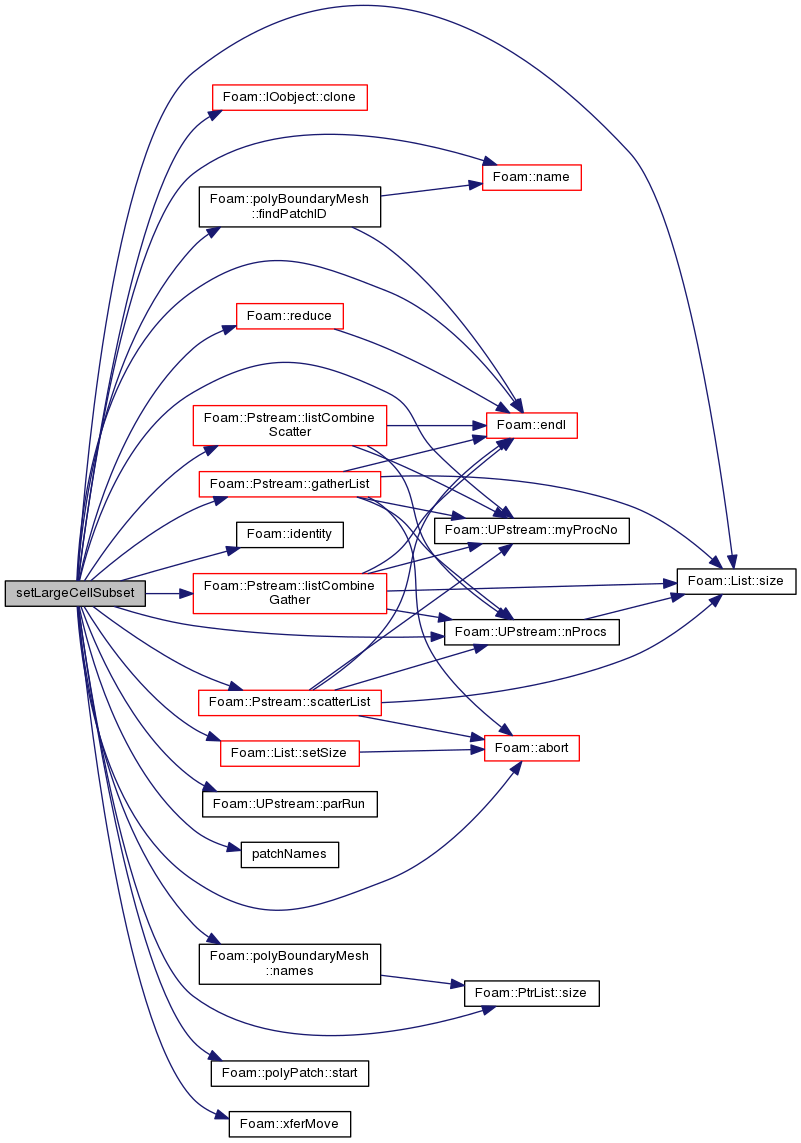 Foam::IOobject::clone
Foam::name
Foam::polyBoundaryMesh
::findPatchID
Foam::reduce
Foam::Pstream::listCombine
Scatter
Foam::endl
Foam::Pstream::gatherList
Foam::identity
Foam::UPstream::myProcNo
setLargeCellSubset
Foam::Pstream::listCombine
Gather
Foam::List::size
Foam::UPstream::nProcs
Foam::Pstream::scatterList
Foam::List::setSize
Foam::abort
Foam::UPstream::parRun
patchNames
Foam::polyBoundaryMesh
::names
Foam::PtrList::size
Foam::polyPatch::start
Foam::xferMove